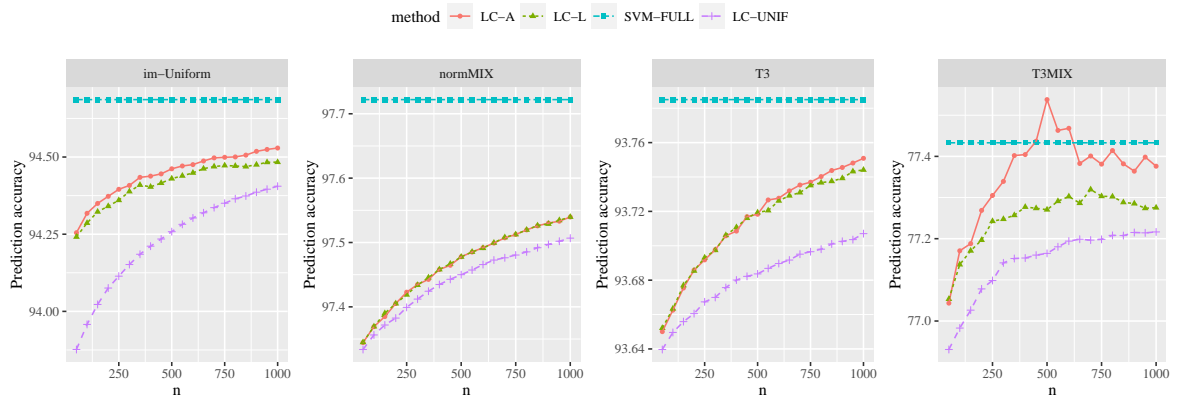 method LC−A LC−L SVM−FULL LC−UNIF
im−Uniform
Prediction accuracy
94.50
94.25
94.00
250 500 750 1000
n
normMIX
Prediction accuracy
97.7
97.6
97.5
97.4
250 500 750 1000
n
T3
Prediction accuracy
93.76
93.72
93.68
93.64
250 500 750 1000
n
T3MIX
Prediction accuracy
77.4
77.2
77.0
250 500 750 1000
n